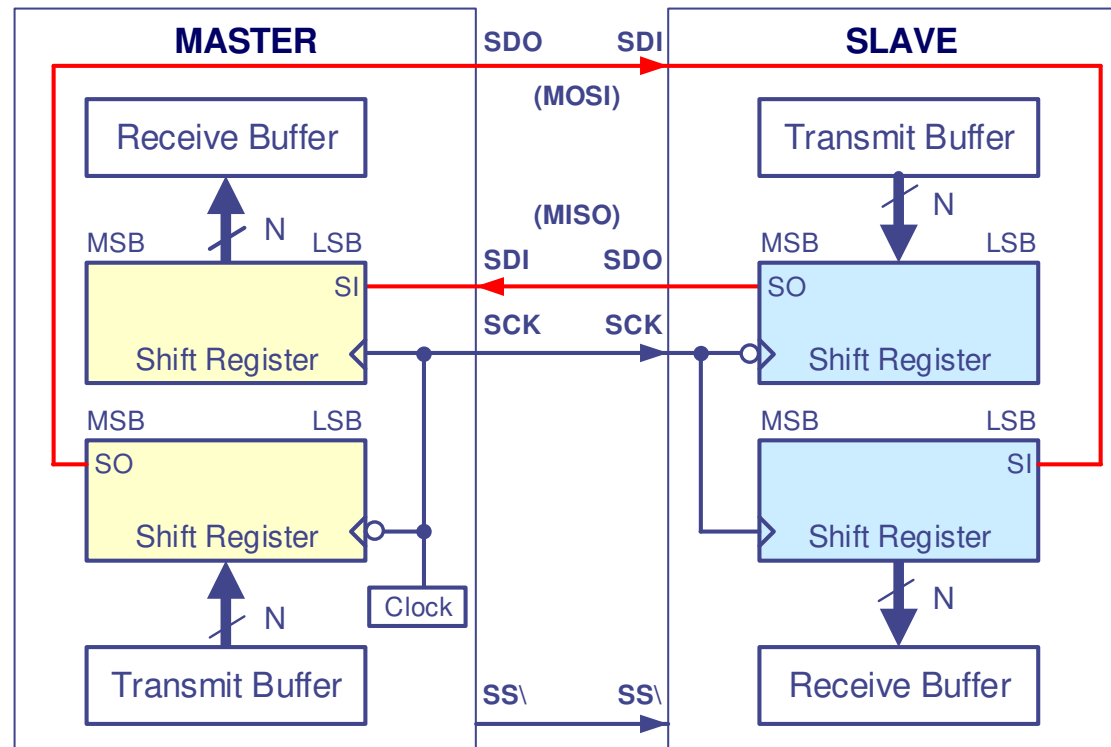 MASTER
SDO
SDI
SLAVE
(MOSI)
Receive Buffer
Transmit Buffer
N
(MISO)
N
MSB
LSB
SDI
SDO
MSB
LSB
SI
SO
SCK
SCK
Shift Register
Shift Register
MSB
LSB
MSB
LSB
SO
SI
Shift Register
Shift Register
Clock
N
N
Transmit Buffer
Receive Buffer
SS\
SS\